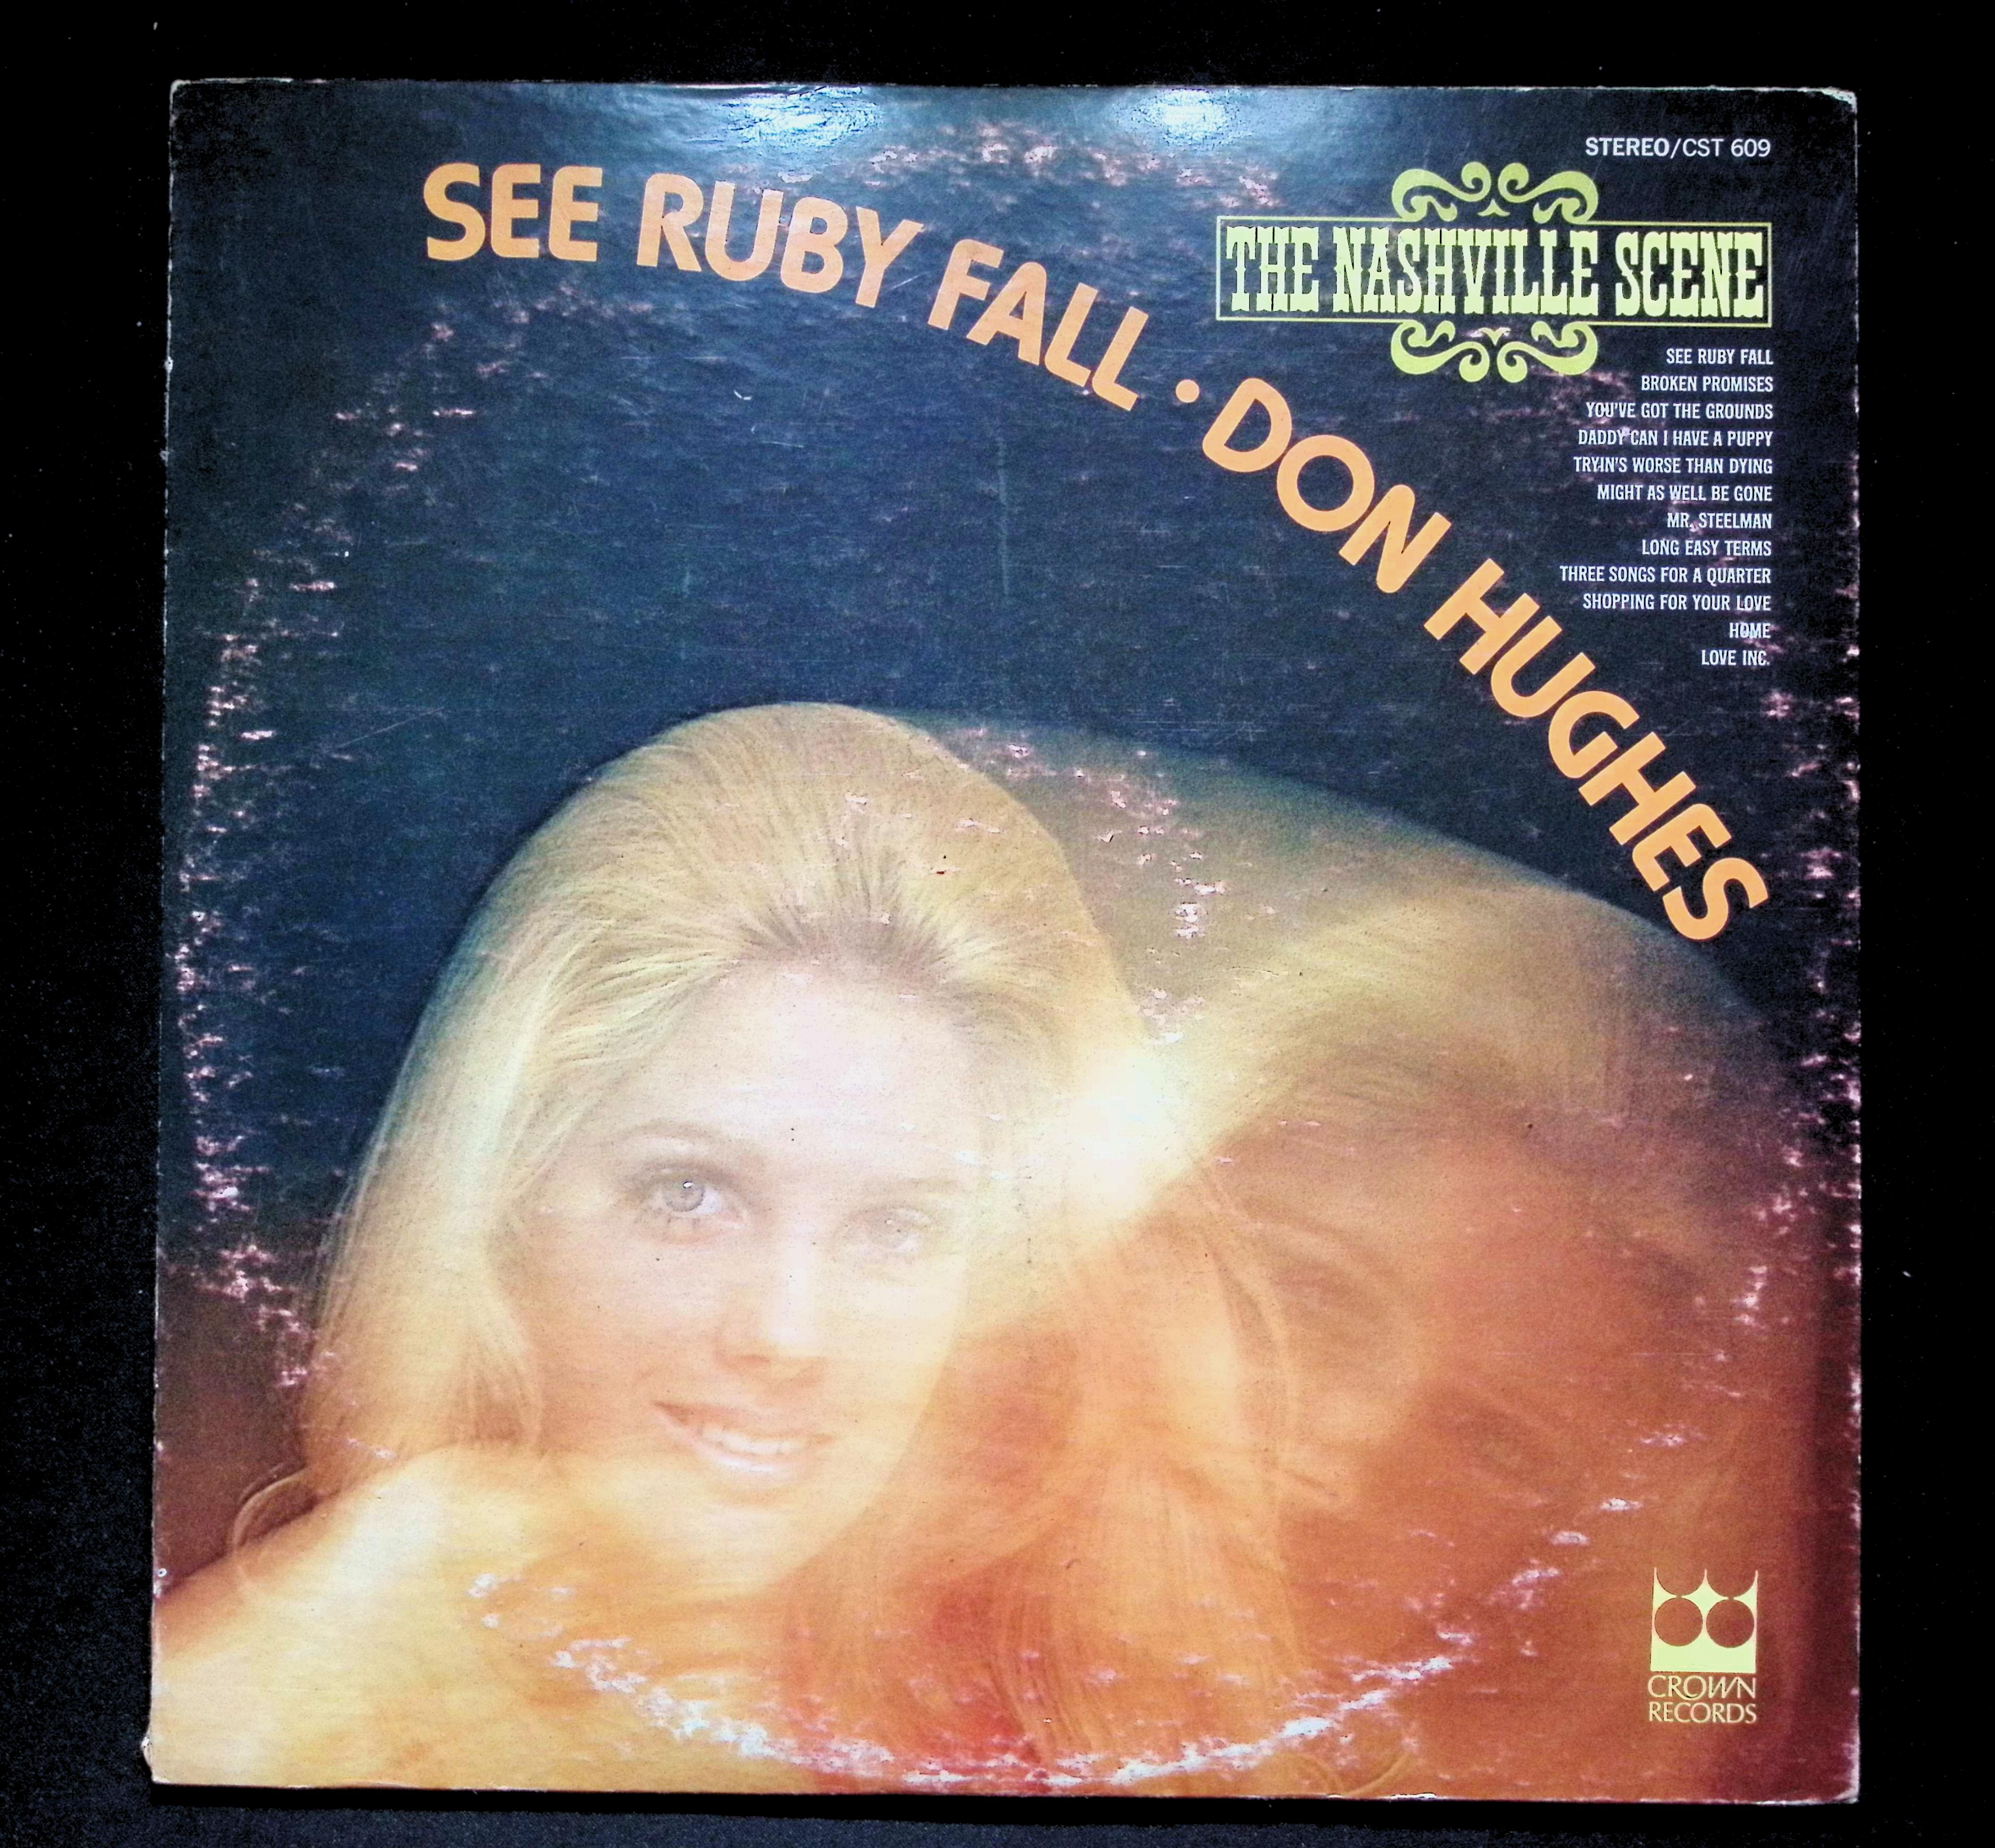 STEREO/CST 609
SEE RUBY FALL • DON HUGHES
THE NASHVILLE SCENE
SEE RUBY FALL
BROKEN PROMISES
YOU'VE GOT THE GROUNDS
DADDY CAN I HAVE A PUPPY
TRYIN'S WORSE THAN DYING
MIGHT AS WELL BE GONE
MR. STEELMAN
LONG EASY TERMS
THREE SONGS FOR A QUARTER
SHOPPING FOR YOUR LOVE
HOME
LOVE INC.
CROWN
RECORDS